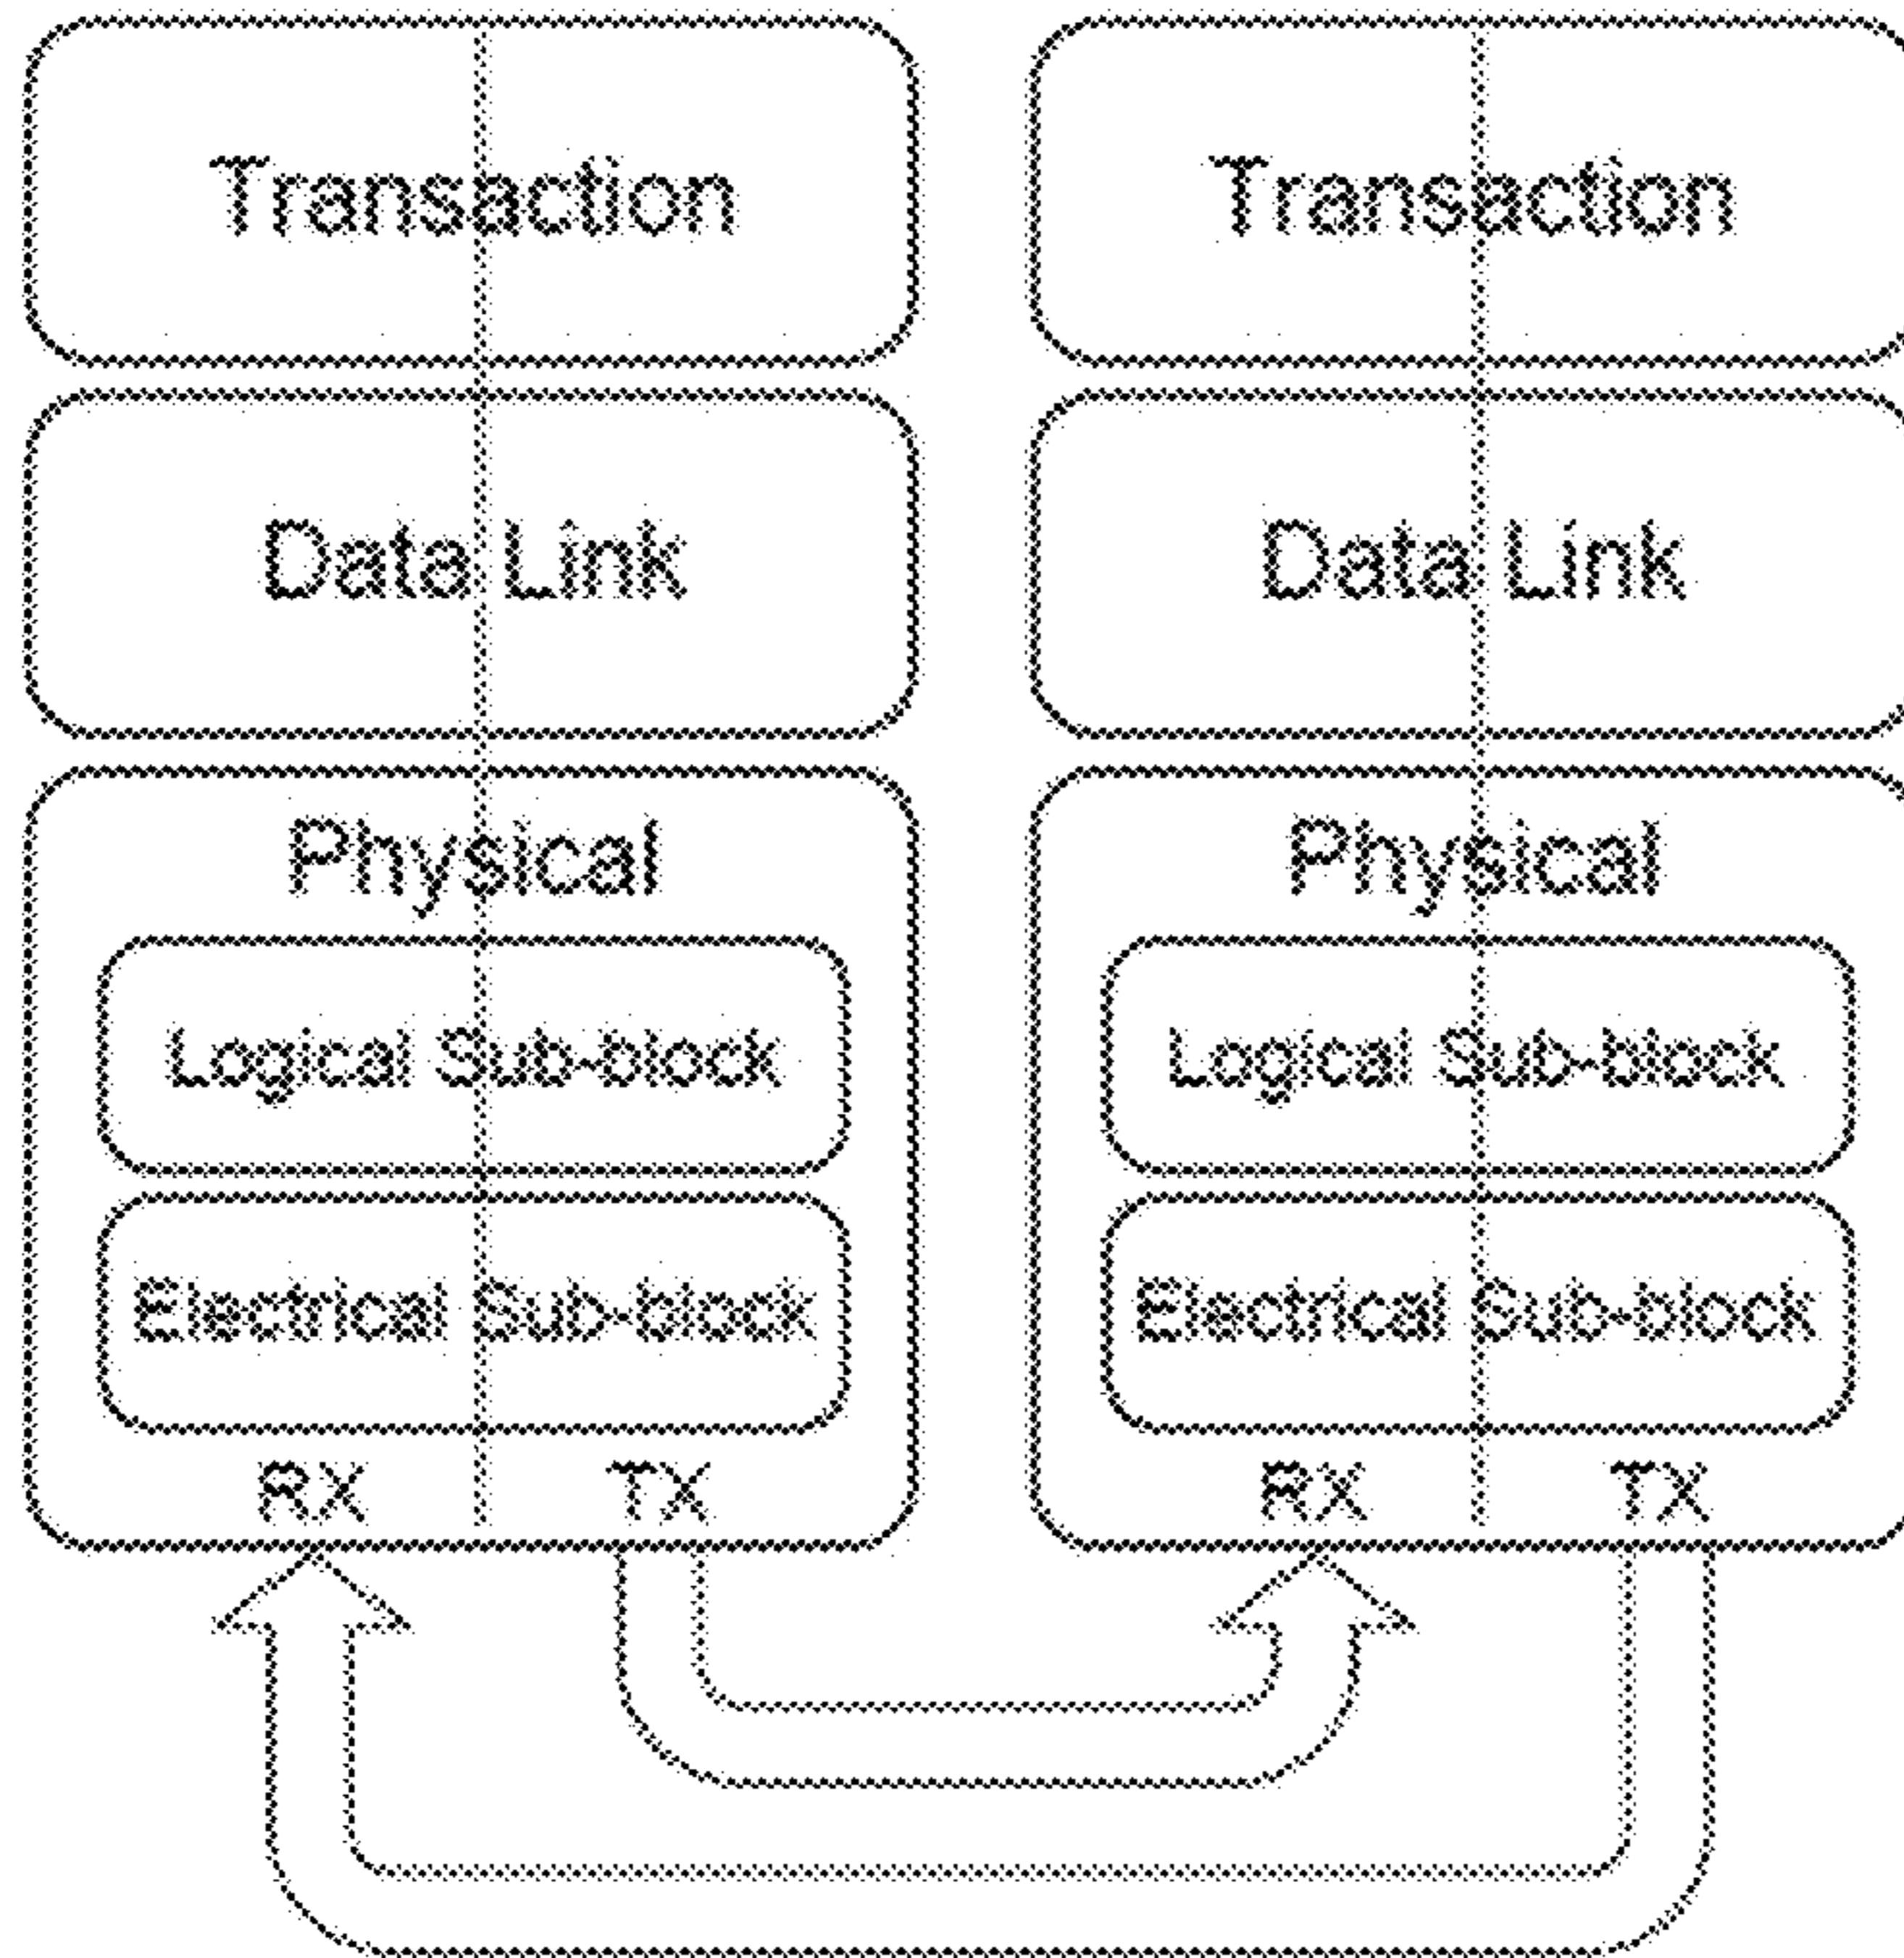 Transaction
Data Link
Physical
Logical Sub-block
Electrical Sub-block
RX TX
Transaction
Data Link
Physical
Logical Sub-block
Electrical Sub-block
RX TX